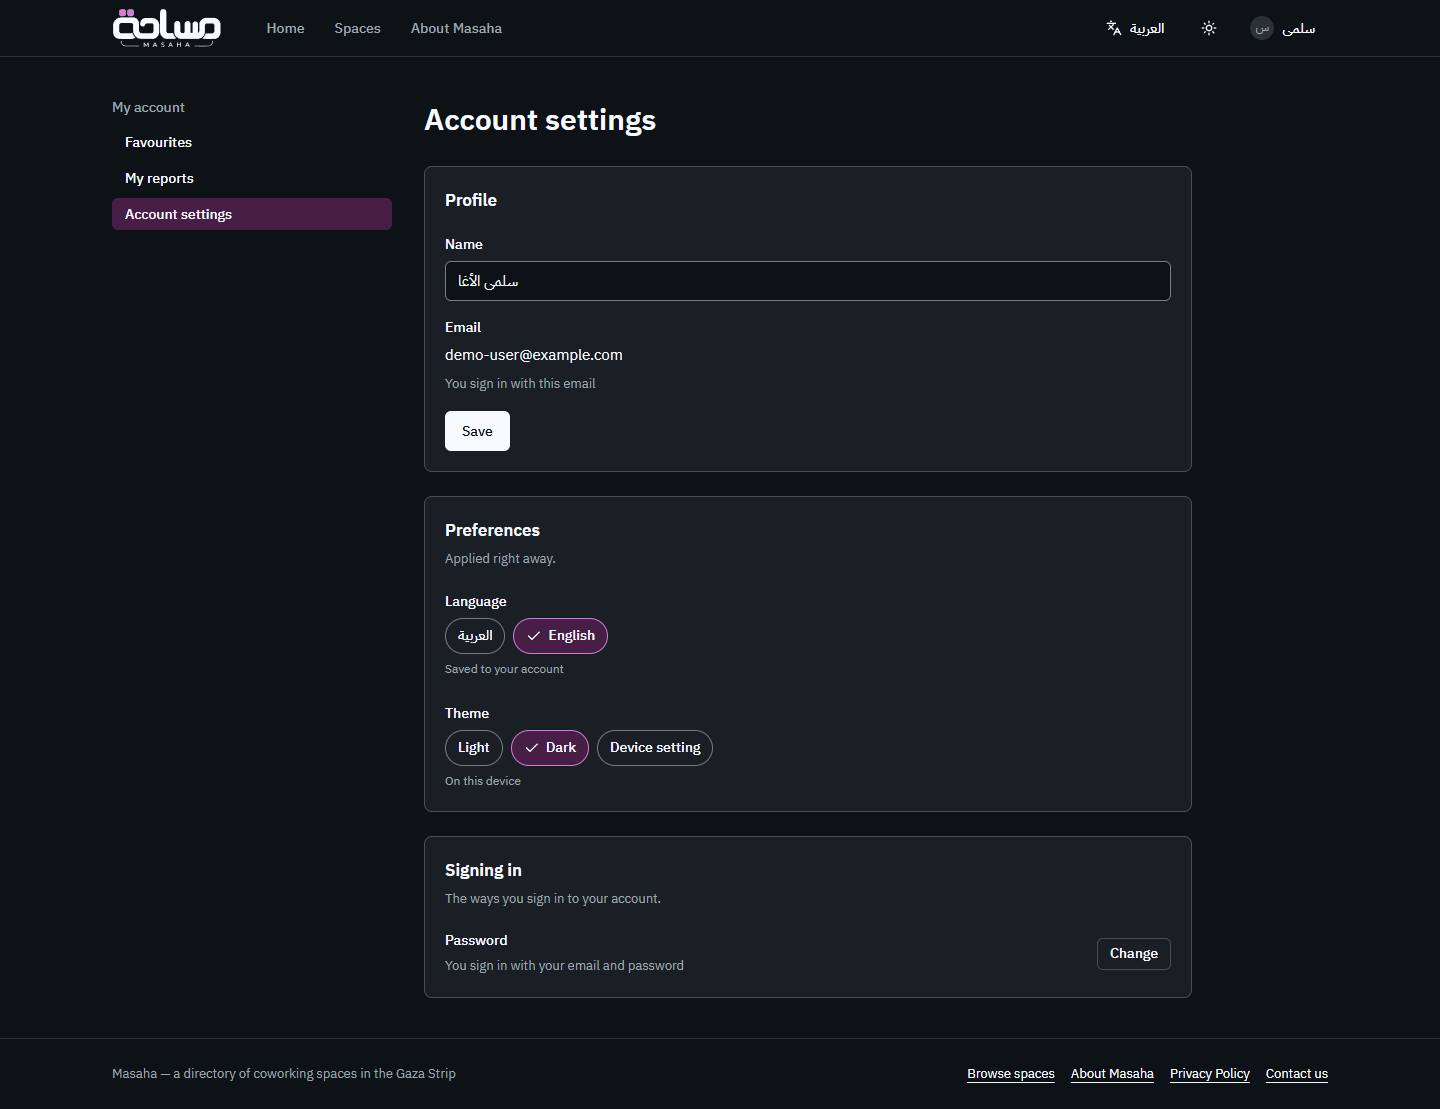 مساحة
MASAHA
Home
Spaces
About Masaha
العربية
س
سلمى
My account
Favourites
My reports
Account settings
Account settings
Profile
Name
سلمى الأغا
Email
demo-user@example.com
You sign in with this email
Save
Preferences
Applied right away.
Language
العربية
English
Saved to your account
Theme
Light
Dark
Device setting
On this device
Signing in
The ways you sign in to your account.
Password
You sign in with your email and password
Change
Masaha — a directory of coworking spaces in the Gaza Strip
Browse spaces
About Masaha
Privacy Policy
Contact us